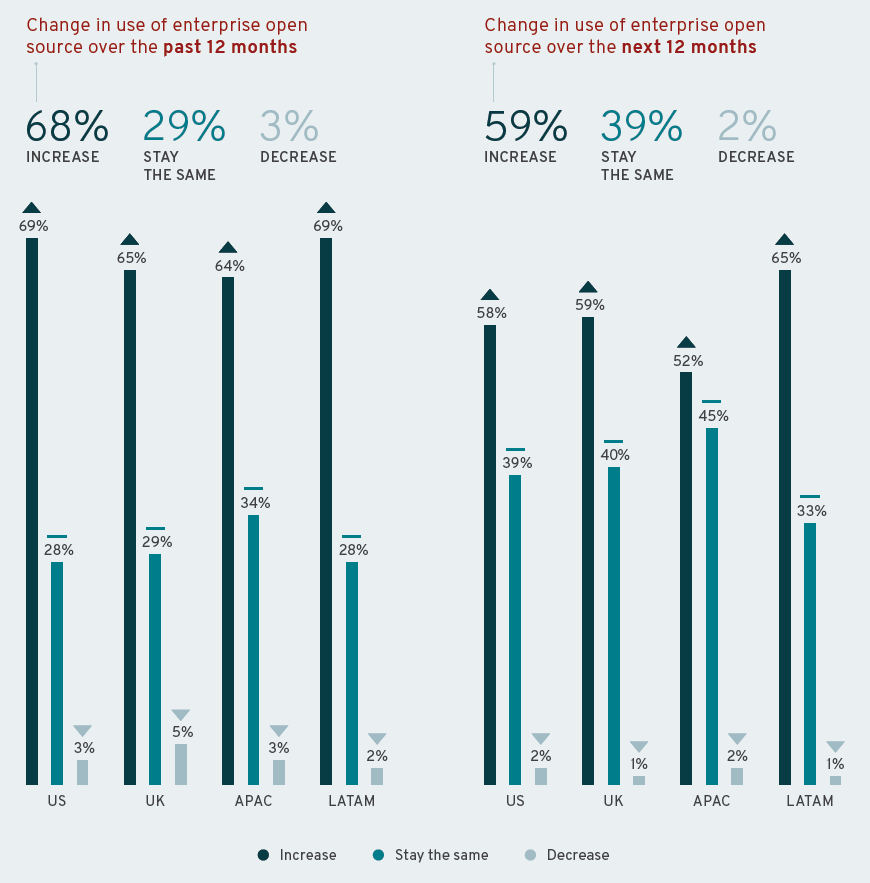 Change in use of enterprise open
source over the past 12 months
68%
INCREASE
29%
STAY
THE SAME
3%
DECREASE
69%
28%
3%
US
65%
29%
5%
UK
64%
34%
3%
APAC
69%
28%
2%
LATAM
Change in use of enterprise open
source over the next 12 months
59%
INCREASE
39%
STAY
THE SAME
2%
DECREASE
58%
39%
2%
US
59%
40%
1%
UK
52%
45%
2%
APAC
65%
33%
1%
LATAM
Increase
Stay the same
Decrease